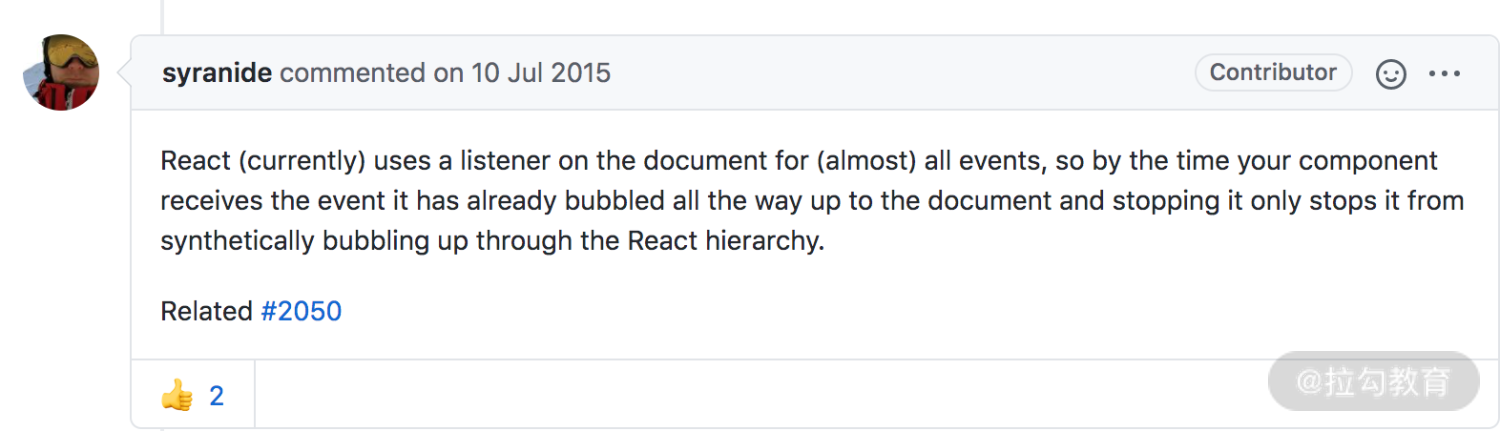 syranide commented on 10 Jul 2015
Contributor
React (currently) uses a listener on the document for (almost) all events, so by the time your component
receives the event it has already bubbled all the way up to the document and stopping it only stops it from
synthetically bubbling up through the React hierarchy.
Related #2050
2
@拉勾教育